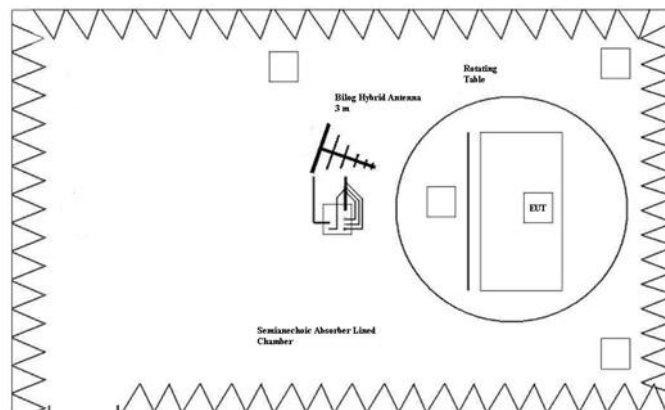 Rotating
Table
Bilog Hybrid Antenna
3 m
EUT
Semianechoic Absorber Lined
Chamber